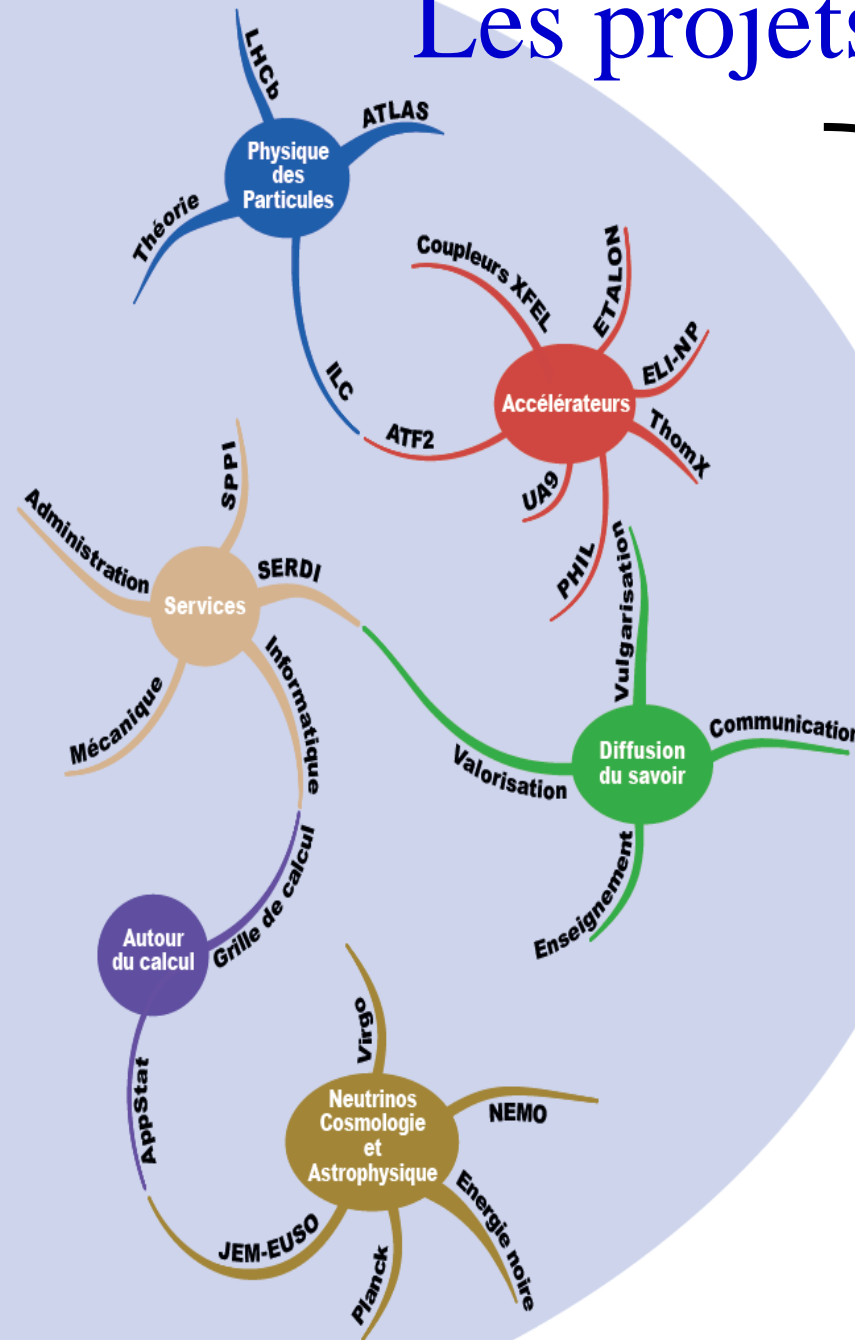 Les projets
LHCb
ATLAS
Physique
des
Particules
Théorie
ILC
Coupleurs XFEL
ETALON
ELI-NP
Accélérateurs
ThomX
ATF2
UA9
PHIL
SPPI
Administration
SERDI
Services
Informatique
Mécanique
Vulgarisation
Communication
Diffusion
du savoir
Valorisation
Enseignement
Grille de calcul
Autour
du calcul
AppStat
Virgo
NEMO
Neutrinos
Cosmologie
et
Astrophysique
Energie noire
JEM-EUSO
Planck